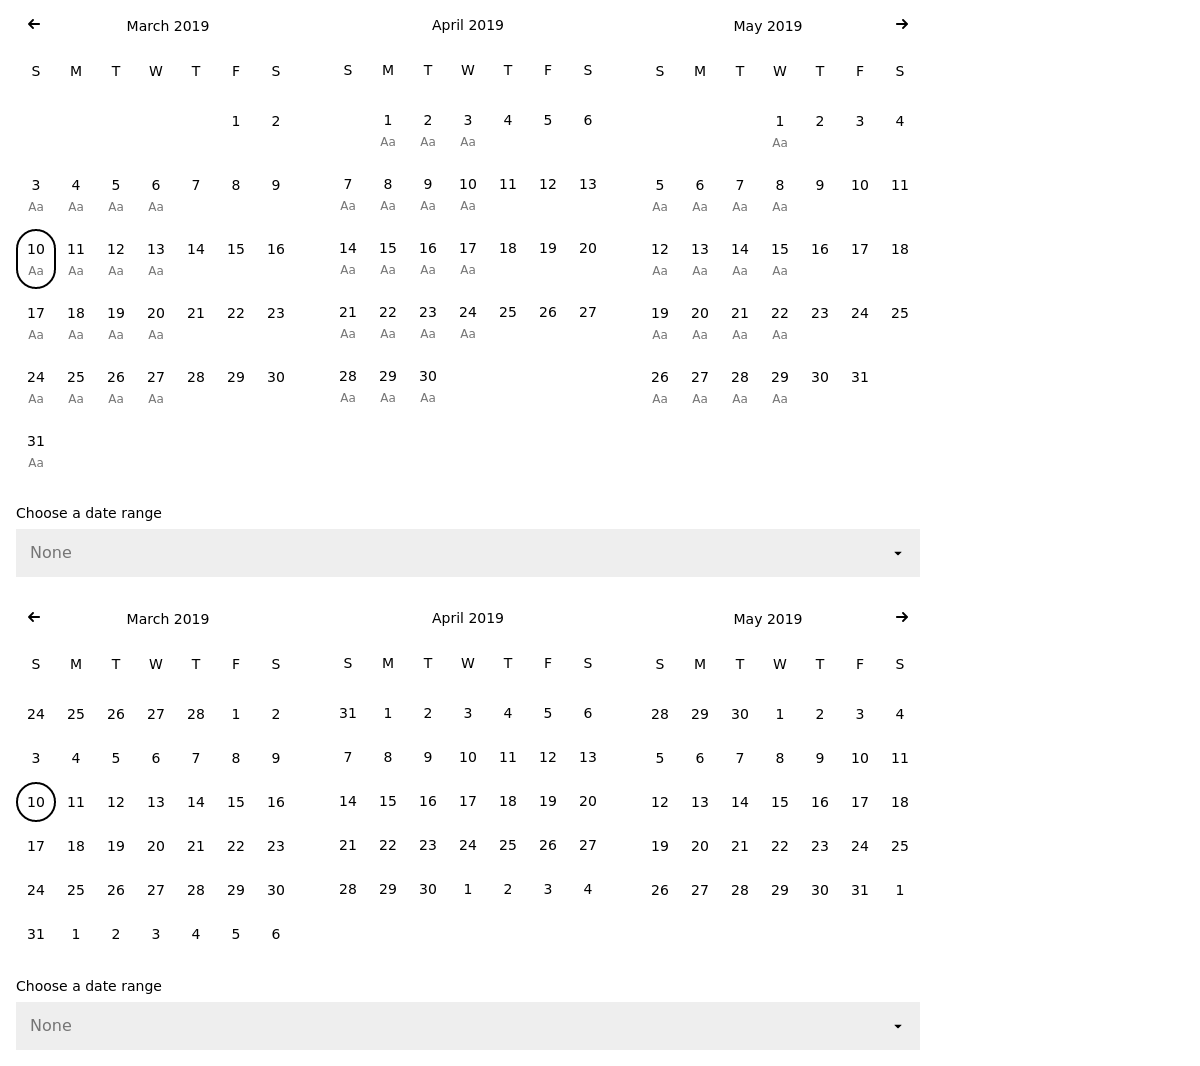 March 2019 April 2019 May 2019
S M T W T F S S M T W T F S S M T W T F S
1 2 1 2 3 4 5 6 1 2 3 4
Aa Aa Aa Aa
3 4 5 6 7 8 9 7 8 9 10 11 12 13 5 6 7 8 9 10 11
Aa Aa Aa Aa Aa Aa Aa Aa Aa Aa Aa Aa
10 11 12 13 14 15 16 14 15 16 17 18 19 20 12 13 14 15 16 17 18
Aa Aa Aa Aa Aa Aa Aa Aa Aa Aa Aa Aa
17 18 19 20 21 22 23 21 22 23 24 25 26 27 19 20 21 22 23 24 25
Aa Aa Aa Aa Aa Aa Aa Aa Aa Aa Aa Aa
24 25 26 27 28 29 30 28 29 30 26 27 28 29 30 31
Aa Aa Aa Aa Aa Aa Aa Aa Aa Aa Aa
31
Aa
Choose a date range
None
March 2019 April 2019 May 2019
S M T W T F S S M T W T F S S M T W T F S
24 25 26 27 28 1 2 31 1 2 3 4 5 6 28 29 30 1 2 3 4
3 4 5 6 7 8 9 7 8 9 10 11 12 13 5 6 7 8 9 10 11
10 11 12 13 14 15 16 14 15 16 17 18 19 20 12 13 14 15 16 17 18
17 18 19 20 21 22 23 21 22 23 24 25 26 27 19 20 21 22 23 24 25
24 25 26 27 28 29 30 28 29 30 1 2 3 4 26 27 28 29 30 31 1
31 1 2 3 4 5 6
Choose a date range
None